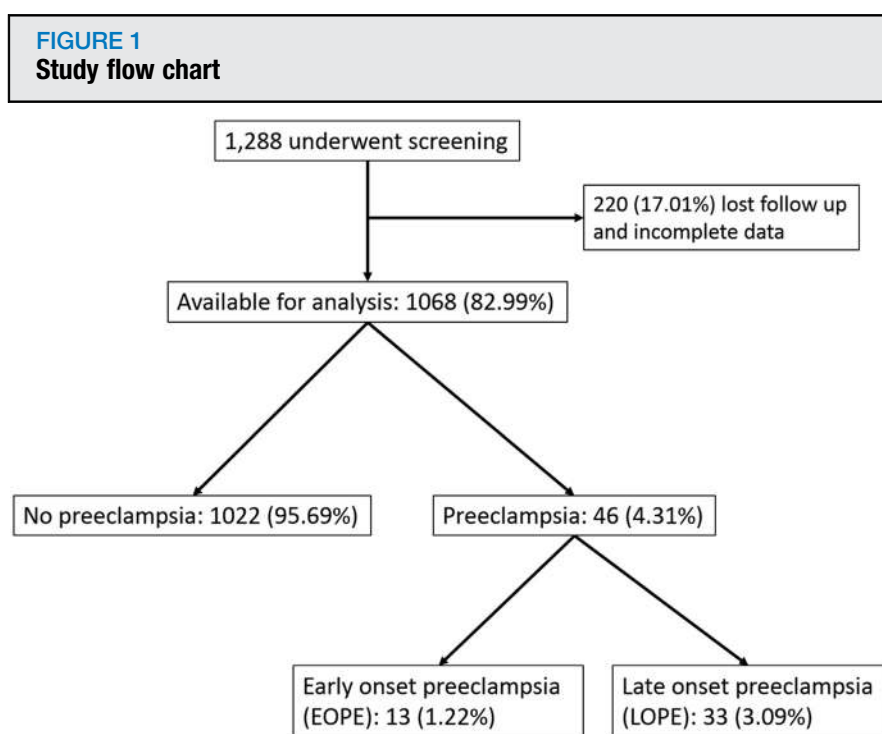 FIGURE 1
Study flow chart
1,288 underwent screening
220 (17.01%) lost follow up
and incomplete data
Available for analysis: 1068 (82.99%)
No preeclampsia: 1022 (95.69%)
Preeclampsia: 46 (4.31%)
Early onset preeclampsia
(EOPE): 13 (1.22%)
Late onset preeclampsia
(LOPE): 33 (3.09%)